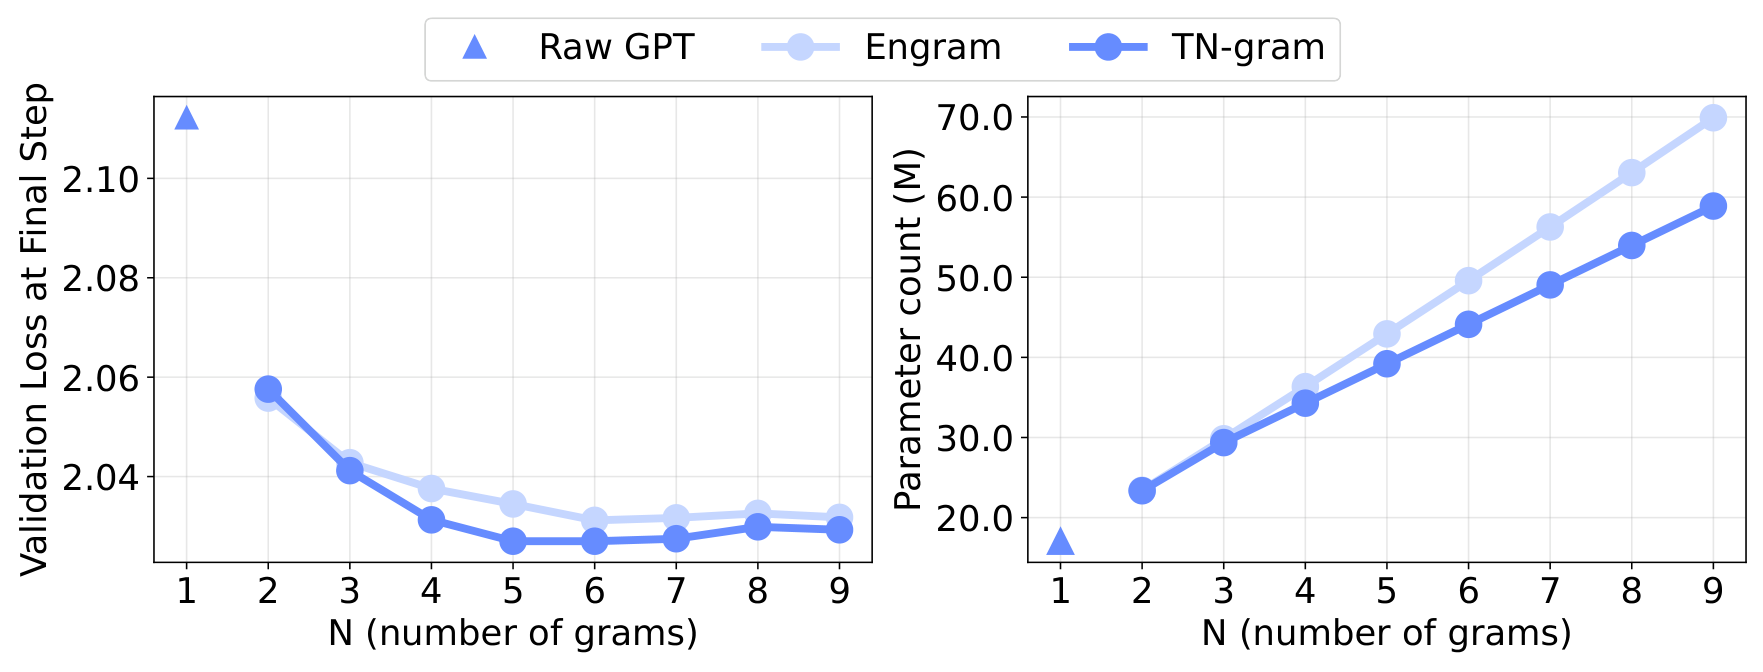 Raw GPT
Engram
TN-gram
Validation Loss at Final Step
2.10
2.08
2.06
2.04
1 2 3 4 5 6 7 8 9
N (number of grams)
Parameter count (M)
70.0
60.0
50.0
40.0
30.0
20.0
1 2 3 4 5 6 7 8 9
N (number of grams)